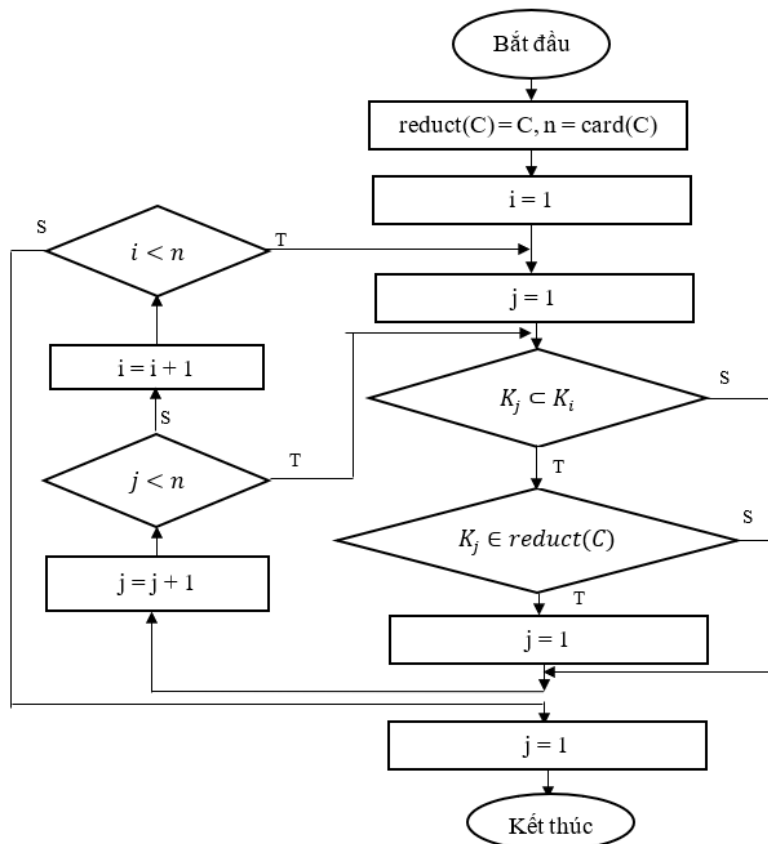 Bắt đầu
reduct(C) = C, n = card(C)
i = 1
S
i < n
T
j = 1
i = i + 1
K_j ⊂ K_i
S
S
T
j < n
T
K_j ∈ reduct(C)
S
j = j + 1
T
j = 1
j = 1
Kết thúc